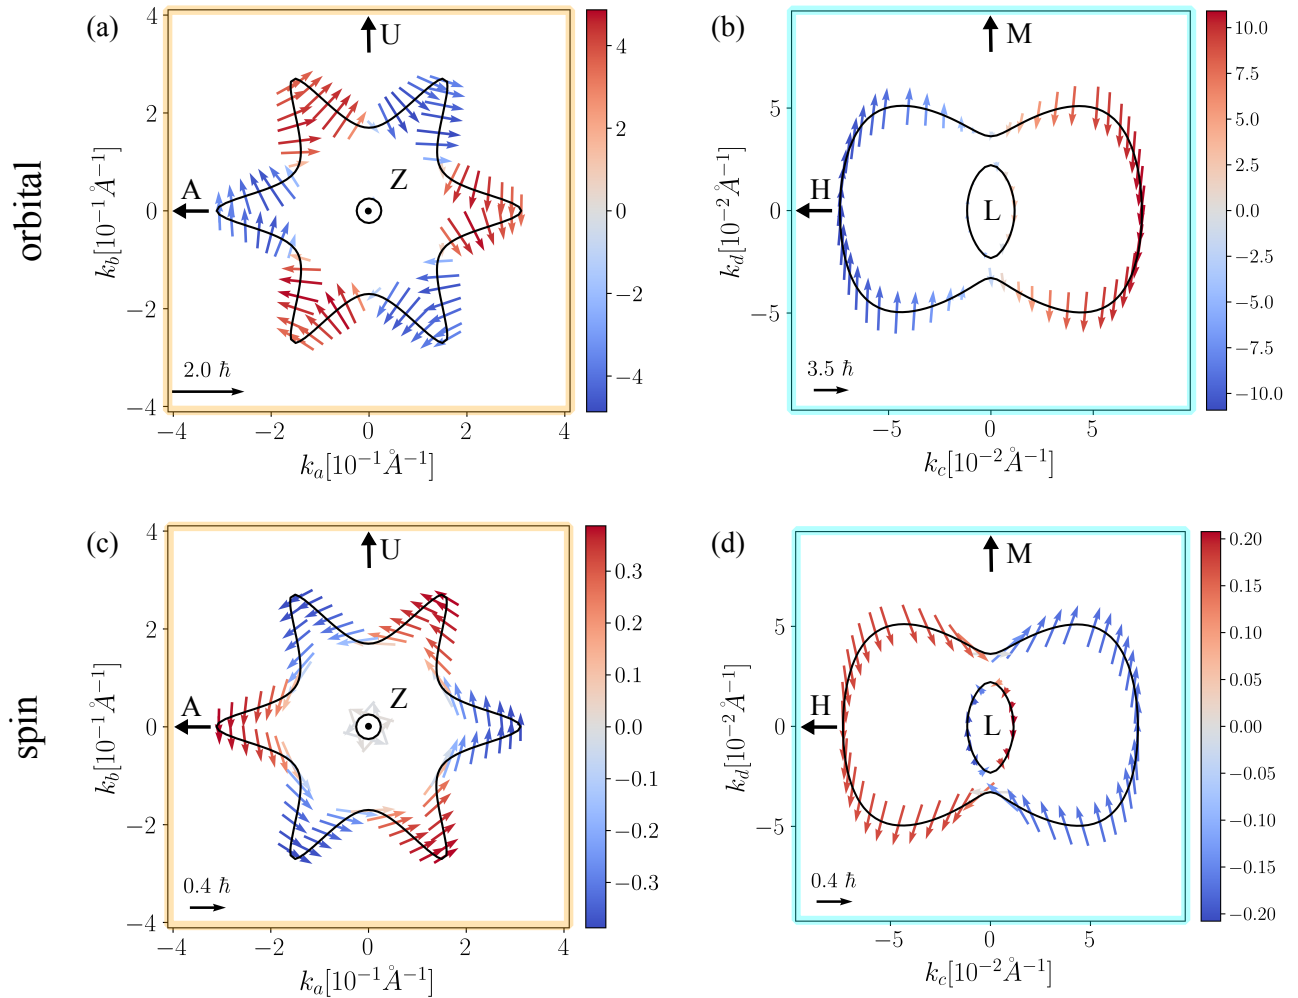 orbital
(a)
U
Z
A
4
2
0
−2
−4
k_b[10⁻¹ Å⁻¹]
2.0 ħ
−4
−2
0
2
4
k_a[10⁻¹ Å⁻¹]
4
2
0
−2
−4
(b)
M
H
L
5
0
−5
k_d[10⁻² Å⁻¹]
3.5 ħ
−5
0
5
k_c[10⁻² Å⁻¹]
10.0
7.5
5.0
2.5
0.0
−2.5
−5.0
−7.5
−10.0
spin
(c)
U
Z
A
4
2
0
−2
−4
k_b[10⁻¹ Å⁻¹]
0.4 ħ
−4
−2
0
2
4
k_a[10⁻¹ Å⁻¹]
0.3
0.2
0.1
0.0
−0.1
−0.2
−0.3
(d)
M
H
L
5
0
−5
k_d[10⁻² Å⁻¹]
0.4 ħ
−5
0
5
k_c[10⁻² Å⁻¹]
0.20
0.15
0.10
0.05
0.00
−0.05
−0.10
−0.15
−0.20